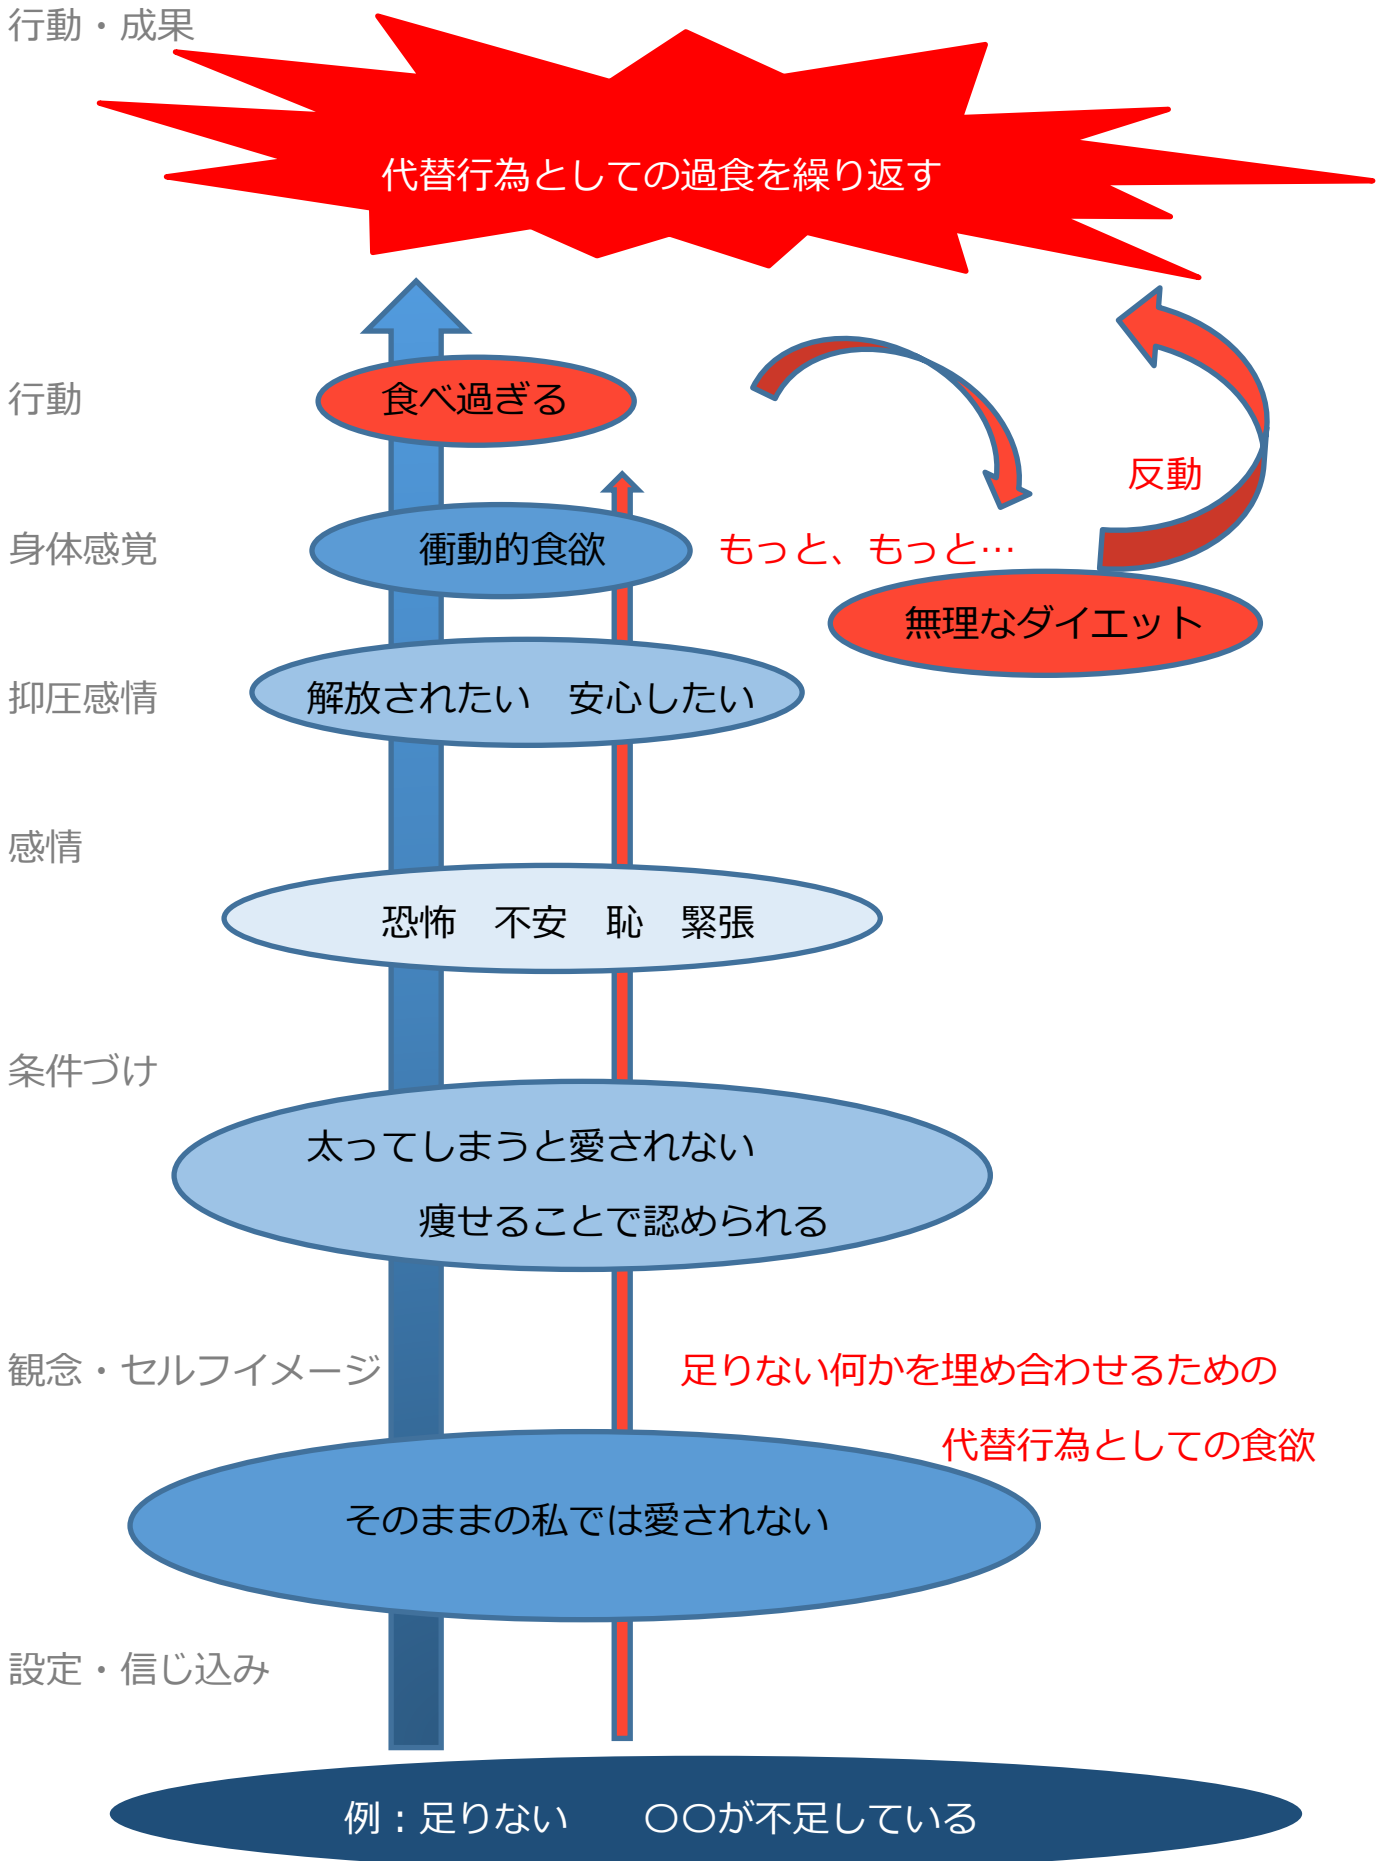 行動・成果
代替行為としての過食を繰り返す
行動
食べ過ぎる
反動
身体感覚
衝動的食欲
もっと、もっと…
無理なダイエット
抑圧感情
解放されたい　安心したい
感情
恐怖　不安　恥　緊張
条件づけ
太ってしまうと愛されない
痩せることで認められる
観念・セルフイメージ
足りない何かを埋め合わせるための
代替行為としての食欲
そのままの私では愛されない
設定・信じ込み
例：足りない　　〇〇が不足している